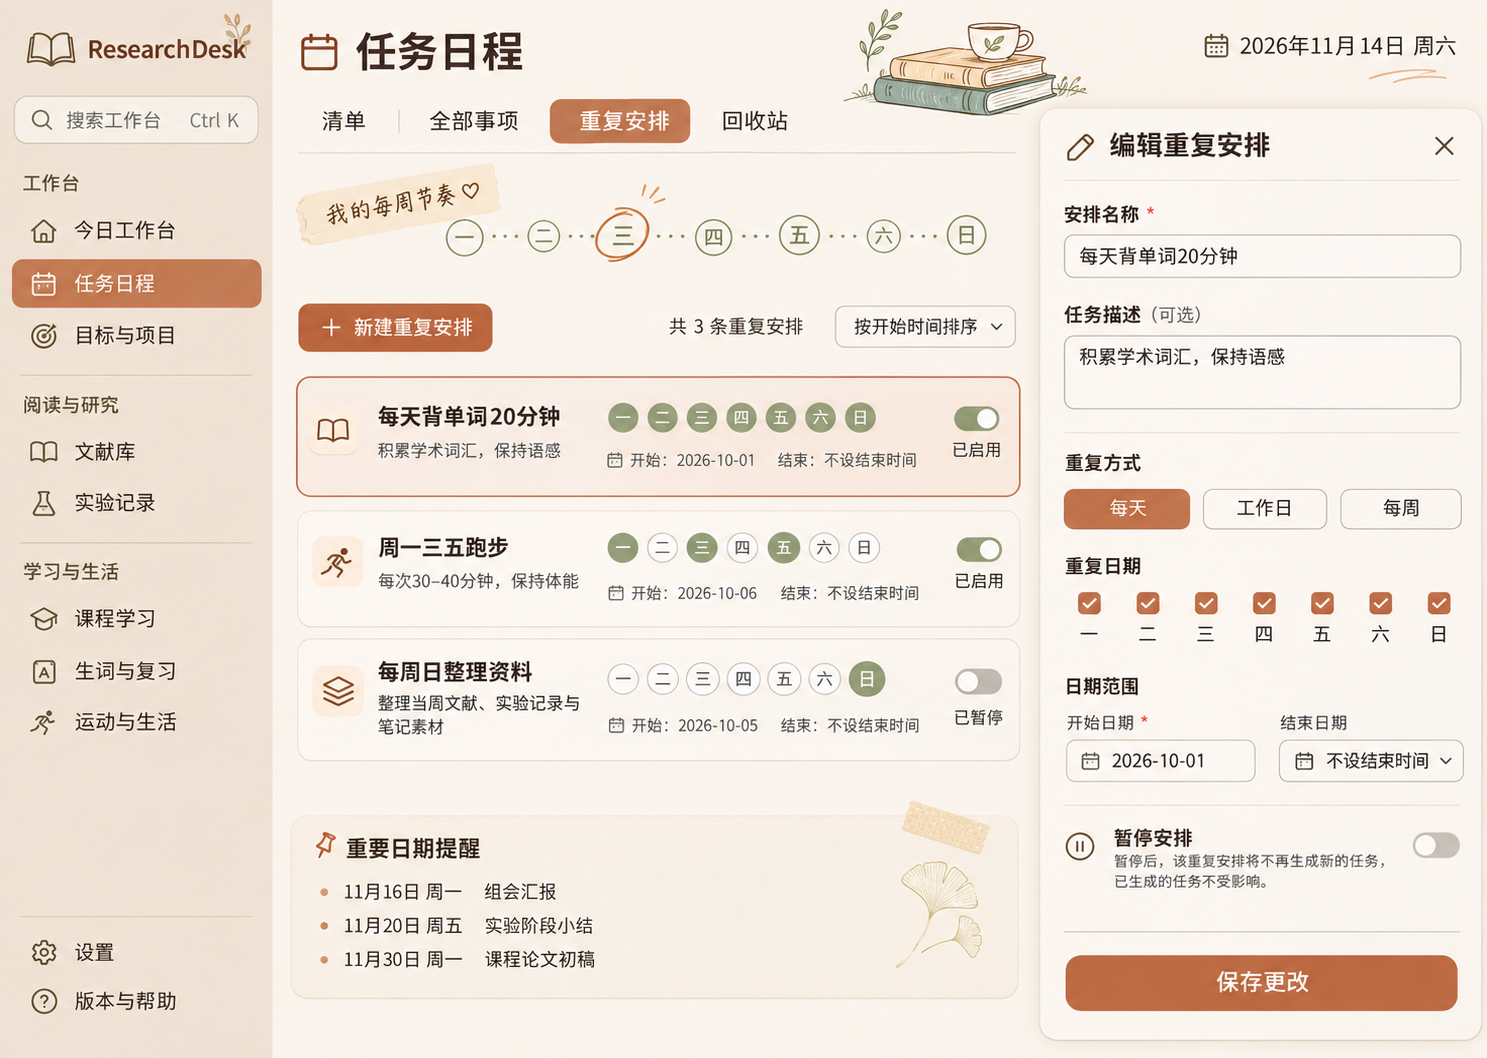 ResearchDesk
搜索工作台 Ctrl K
工作台
今日工作台
任务日程
目标与项目
阅读与研究
文献库
实验记录
学习与生活
课程学习
生词与复习
运动与生活
设置
版本与帮助
任务日程
2026年11月14日 周六
清单 全部事项 重复安排 回收站
我的每周节奏♡
一 二 三 四 五 六 日
+ 新建重复安排
共 3 条重复安排
按开始时间排序
每天背单词20分钟
积累学术词汇，保持语感
一 二 三 四 五 六 日
开始：2026-10-01 结束：不设结束时间
已启用
周一三五跑步
每次30–40分钟，保持体能
一 二 三 四 五 六 日
开始：2026-10-06 结束：不设结束时间
已启用
每周日整理资料
整理当周文献、实验记录与
笔记素材
一 二 三 四 五 六 日
开始：2026-10-05 结束：不设结束时间
已暂停
重要日期提醒
11月16日 周一 组会汇报
11月20日 周五 实验阶段小结
11月30日 周一 课程论文初稿
编辑重复安排
安排名称 *
每天背单词20分钟
任务描述（可选）
积累学术词汇，保持语感
重复方式
每天 工作日 每周
重复日期
一 二 三 四 五 六 日
日期范围
开始日期 * 结束日期
2026-10-01 不设结束时间
暂停安排
暂停后，该重复安排将不再生成新的任务，
已生成的任务不受影响。
保存更改
A